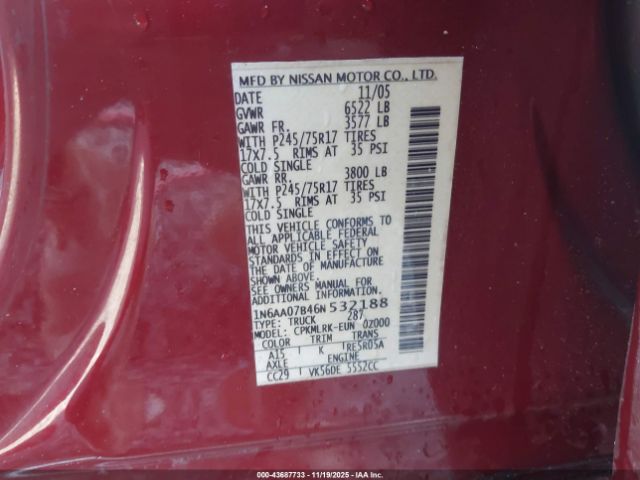 MFD BY NISSAN MOTOR CO., LTD.
DATE 11/05
GVWR 6522 LB
GAWR FR. 3577 LB
WITH P245/75R17 TIRES
17X7.5 RIMS AT 35 PSI
COLD SINGLE
GAWR RR. 3800 LB
WITH P245/75R17 TIRES
17X7.5 RIMS AT 35 PSI
COLD SINGLE
THIS VEHICLE CONFORMS TO
ALL APPLICABLE FEDERAL
MOTOR VEHICLE SAFETY
STANDARDS IN EFFECT ON
THE DATE OF MANUFACTURE
SHOWN ABOVE.
SEE OWNERS MANUAL FOR
ADDITIONAL INFORMATION
1N6AA07B46N532188
TYPE: TRUCK 287
MODEL: CPKMLRK-EUN 02000
COLOR TRIM TRANS
A15 K RE5R05A
AXLE ENGINE
CC29 VK56DE 5552CC
000-43687733 - 11/19/2025 - IAA Inc.